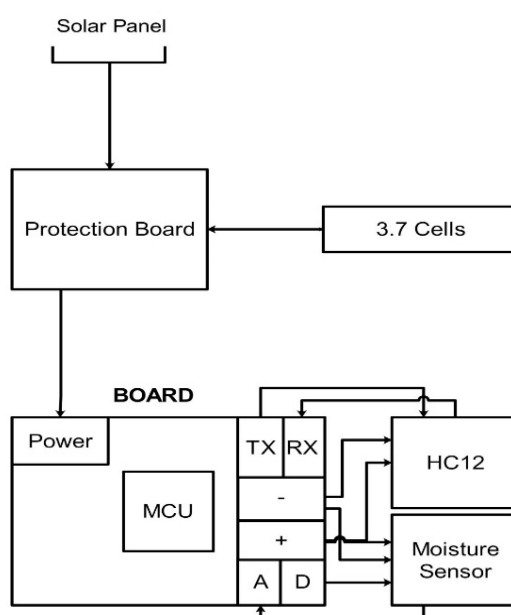 Solar Panel
Protection Board
3.7 Cells
BOARD
Power
TX
RX
-
HC12
MCU
+
A
D
Moisture
Sensor